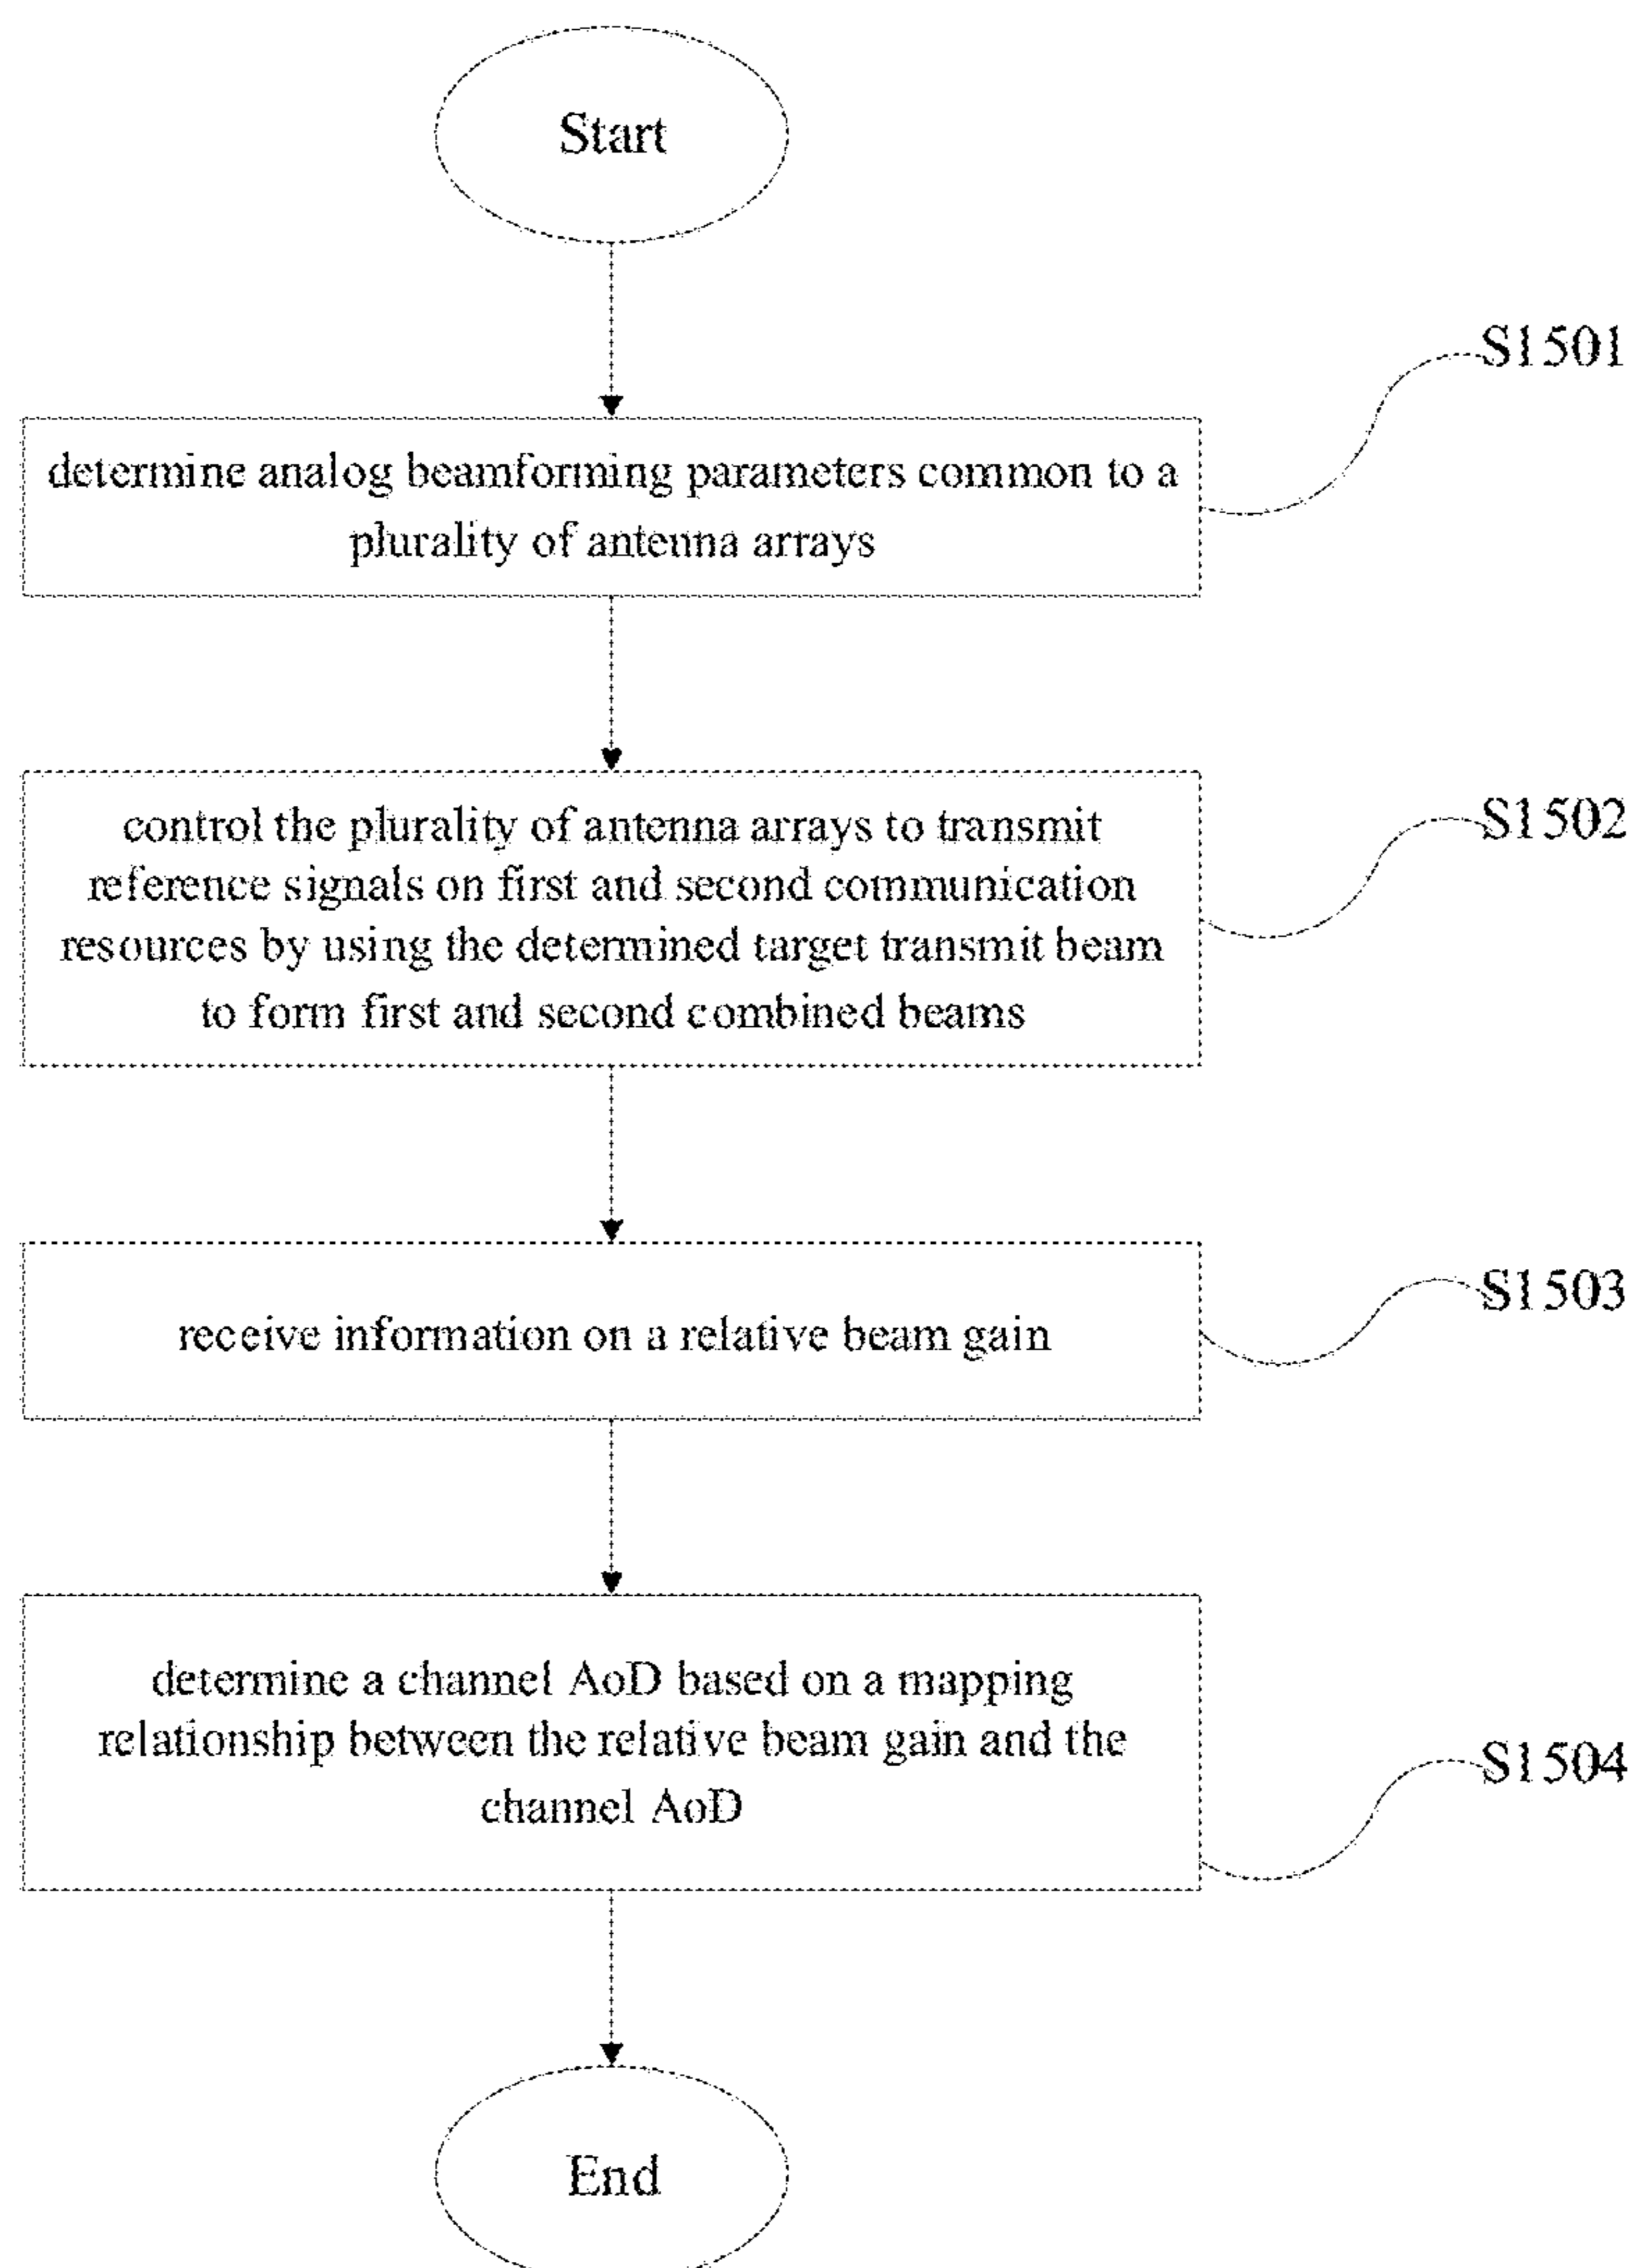 Start
S1501
determine analog beamforming parameters common to a
plurality of antenna arrays
S1502
control the plurality of antenna arrays to transmit
reference signals on first and second communication
resources by using the determined target transmit beam
to form first and second combined beams
S1503
receive information on a relative beam gain
determine a channel AoD based on a mapping
relationship between the relative beam gain and the
channel AoD
S1504
End